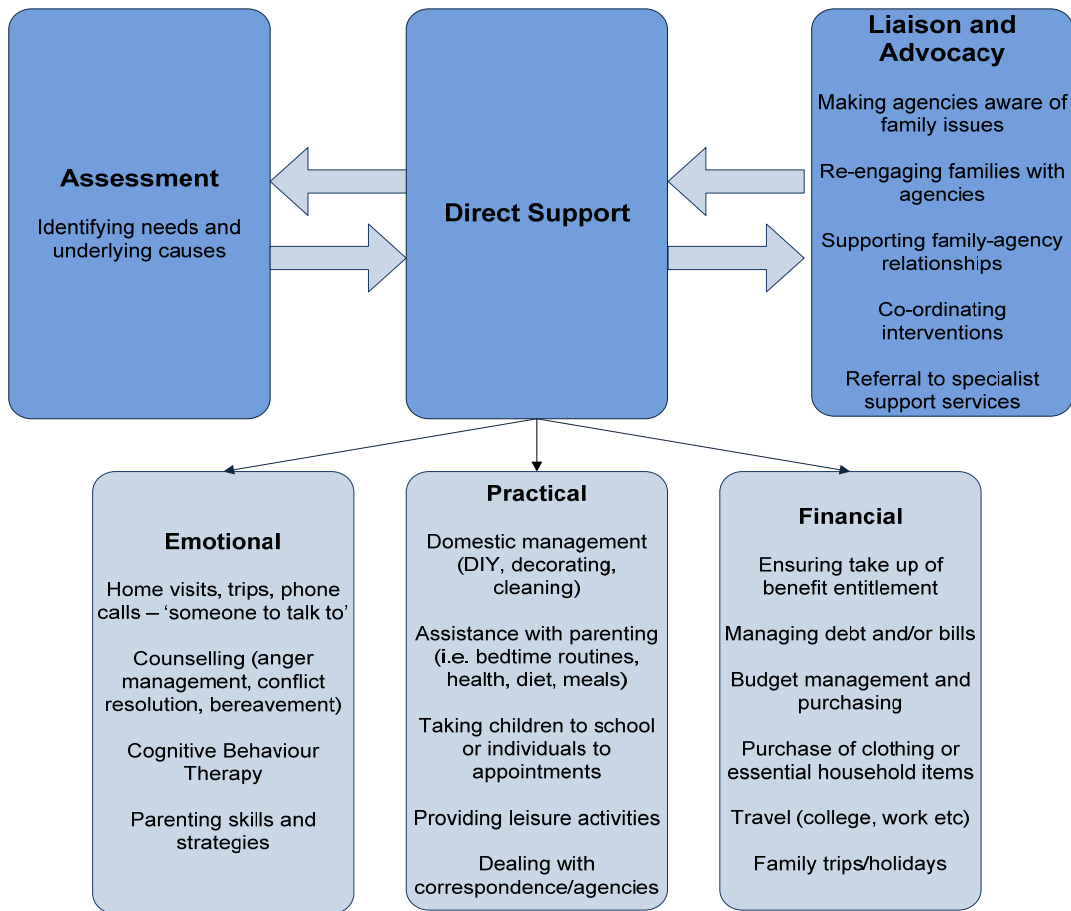 Assessment
Identifying needs and
underlying causes
Direct Support
Liaison and
Advocacy
Making agencies aware of
family issues
Re-engaging families with
agencies
Supporting family-agency
relationships
Co-ordinating
interventions
Referral to specialist
support services
Emotional
Home visits, trips, phone
calls – ‘someone to talk to’
Counselling (anger
management, conflict
resolution, bereavement)
Cognitive Behaviour
Therapy
Parenting skills and
strategies
Practical
Domestic management
(DIY, decorating,
cleaning)
Assistance with parenting
(i.e. bedtime routines,
health, diet, meals)
Taking children to school
or individuals to
appointments
Providing leisure activities
Dealing with
correspondence/agencies
Financial
Ensuring take up of
benefit entitlement
Managing debt and/or bills
Budget management and
purchasing
Purchase of clothing or
essential household items
Travel (college, work etc)
Family trips/holidays